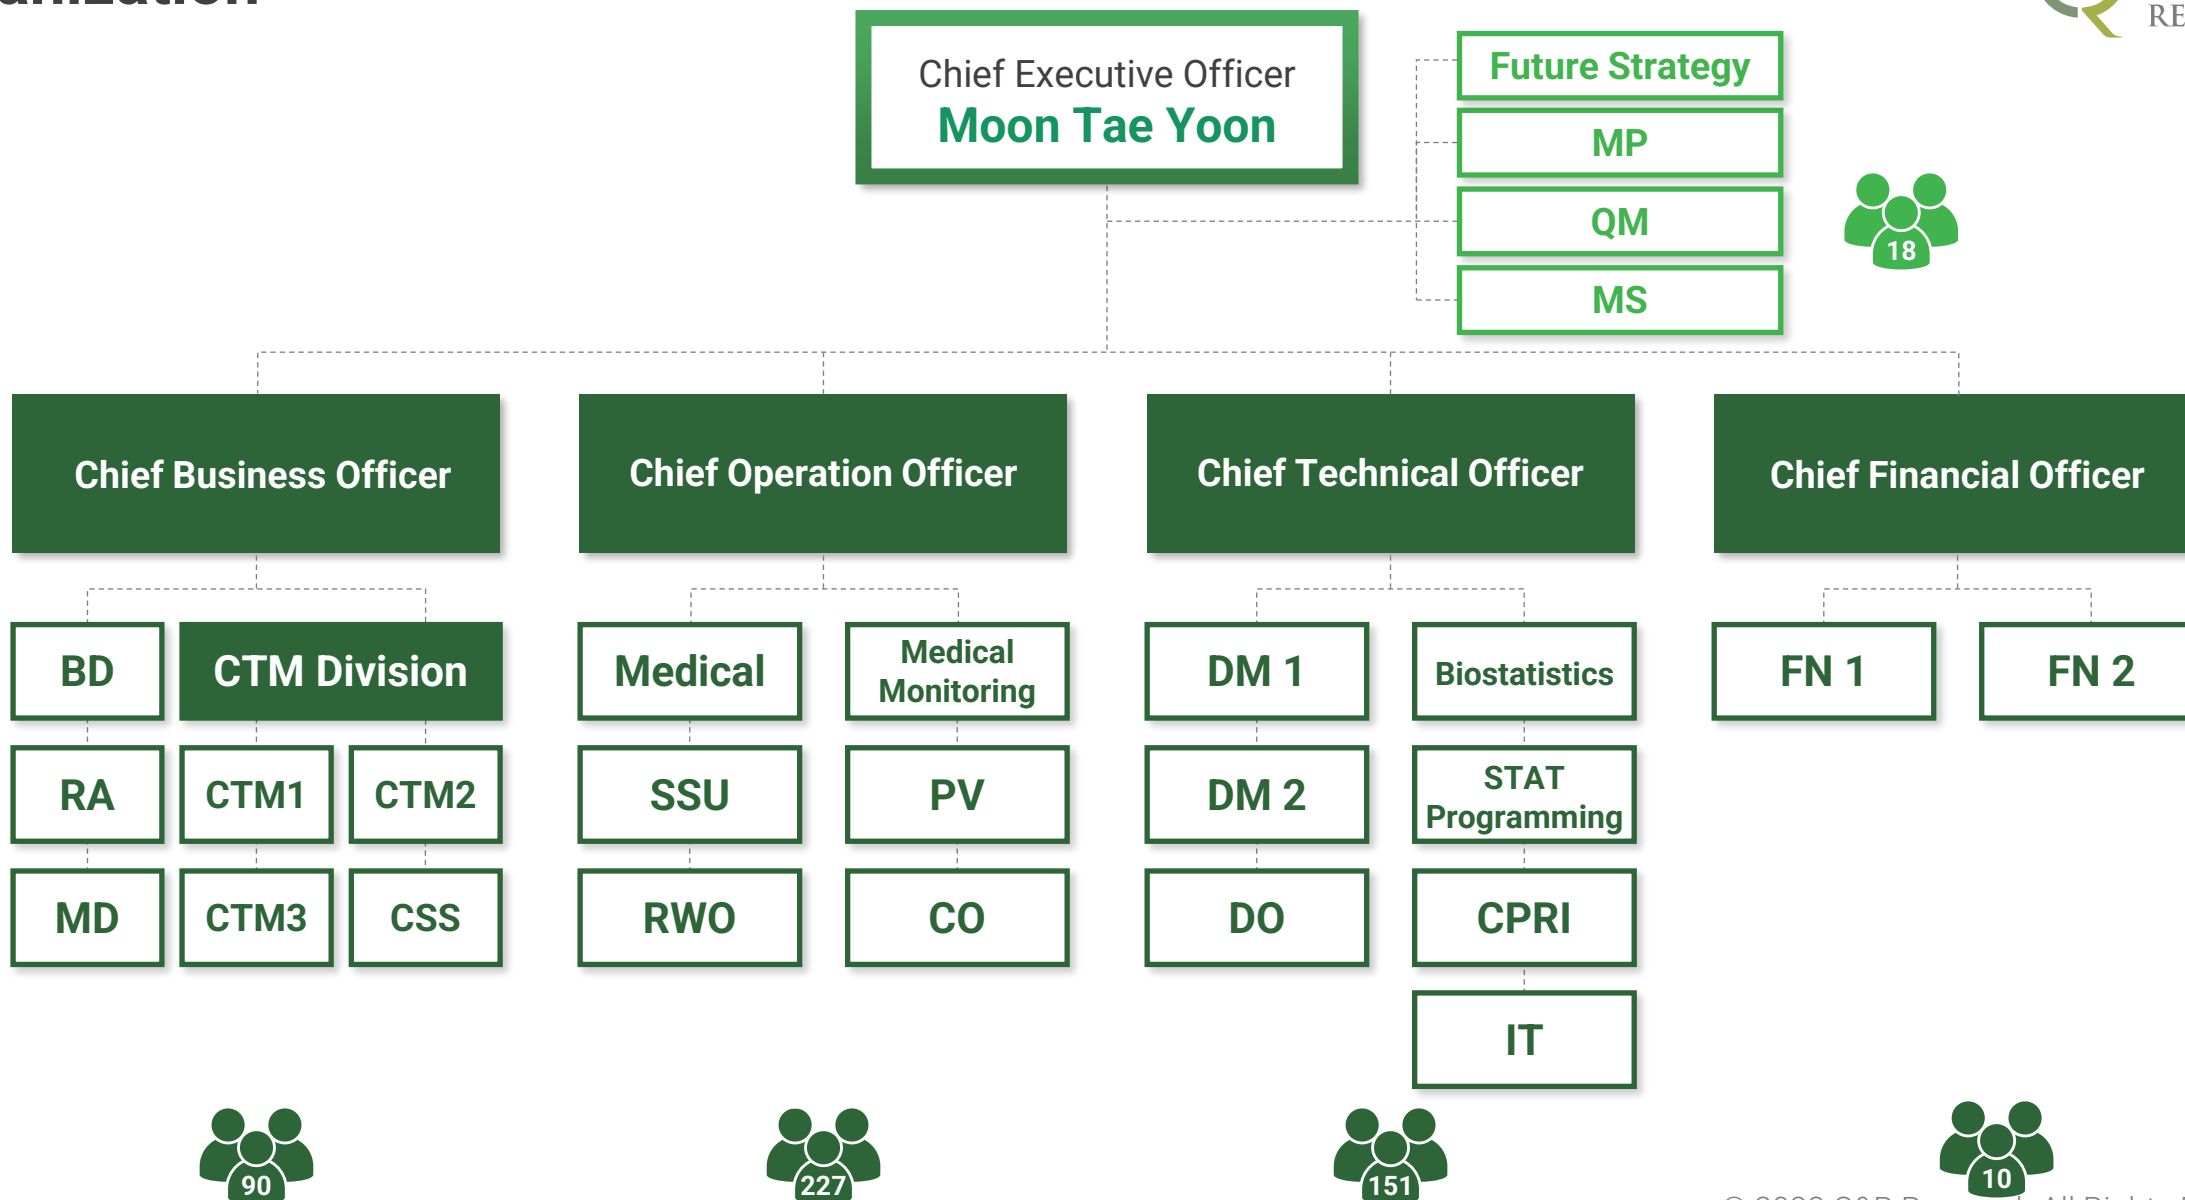 Chief Executive Officer
Moon Tae Yoon
Future Strategy
MP
QM
MS
18
Chief Business Officer
Chief Operation Officer
Chief Technical Officer
Chief Financial Officer
BD
CTM Division
Medical
Medical
Monitoring
DM 1
Biostatistics
FN 1
FN 2
RA
CTM1
CTM2
SSU
PV
DM 2
STAT
Programming
MD
CTM3
CSS
RWO
CO
DO
CPRI
IT
90
227
151
10